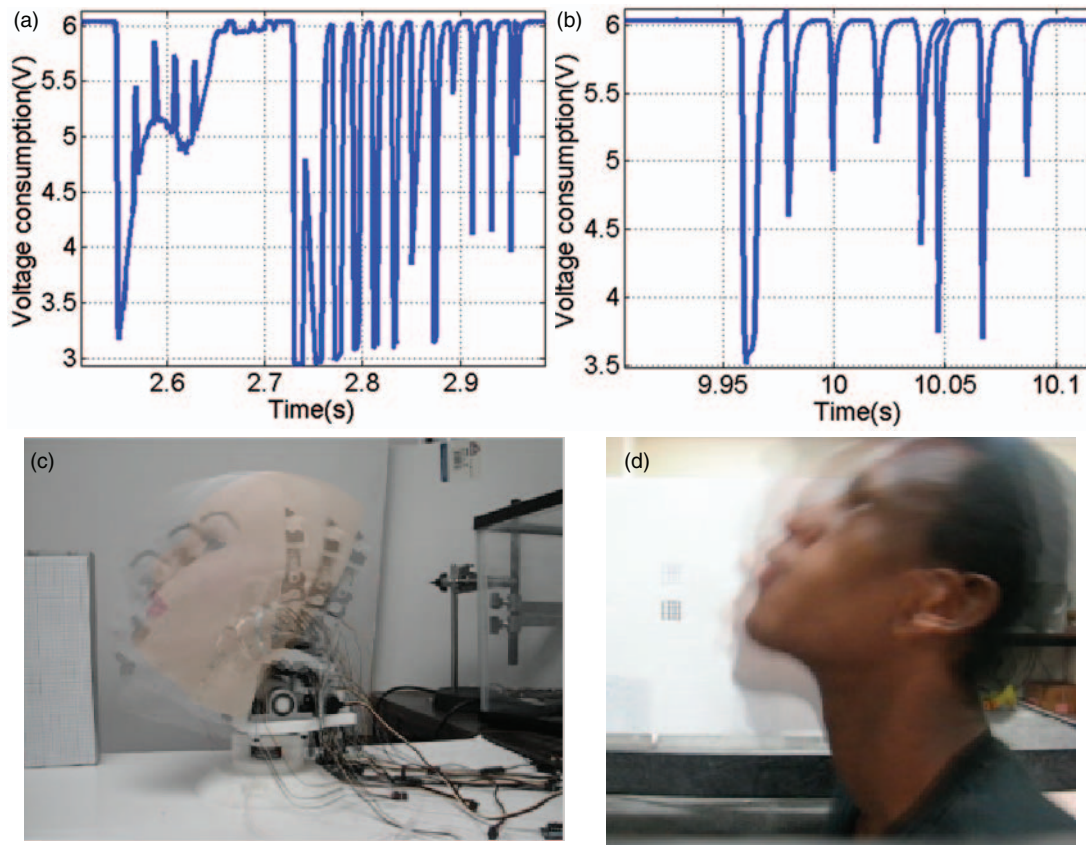 (a)
Voltage consumption(V)
6
5.5
5
4.5
4
3.5
3
2.6 2.7 2.8 2.9
Time(s)
(b)
Voltage consumption(V)
6
5.5
5
4.5
4
3.5
9.95 10 10.05 10.1
Time(s)
(c)
(d)